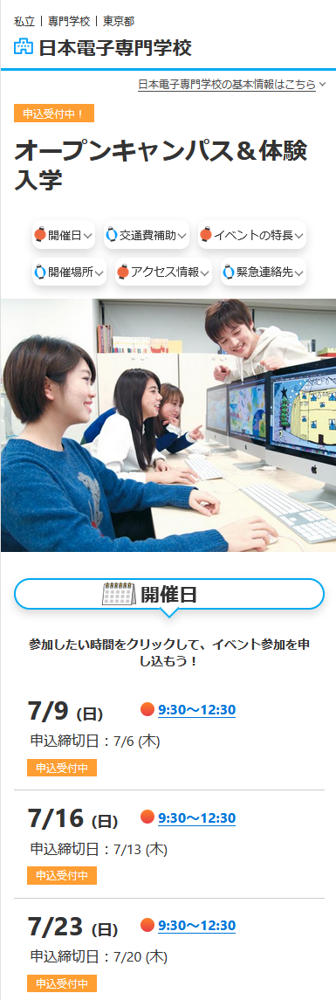 私立 | 専門学校 | 東京都
日本電子専門学校
日本電子専門学校の基本情報はこちら
申込受付中！
オープンキャンパス＆体験
入学
開催日 交通費補助 イベントの特長
開催場所 アクセス情報 緊急連絡先
開催日
参加したい時間をクリックして、イベント参加を申
し込もう！
7/9 (日) 9:30～12:30
申込締切日：7/6 (木)
申込受付中
7/16 (日) 9:30～12:30
申込締切日：7/13 (木)
申込受付中
7/23 (日) 9:30～12:30
申込締切日：7/20 (木)
申込受付中